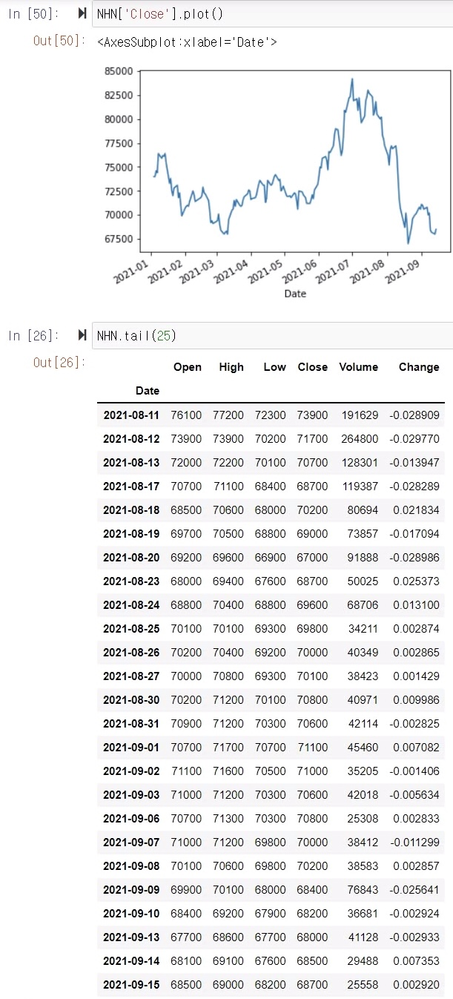 In [50]: NHN['Close'].plot()
Out[50]: <AxesSubplot:xlabel='Date'>
85000
82500
80000
77500
75000
72500
70000
67500
2021-01 2021-02 2021-03 2021-04 2021-05 2021-06 2021-07 2021-08 2021-09
Date
In [26]: NHN.tail(25)
Out[26]:
Open High Low Close Volume Change
Date
2021-08-11 76100 77200 72300 73900 191629 -0.028909
2021-08-12 73900 73900 70200 71700 264800 -0.029770
2021-08-13 72000 72200 70100 70700 128301 -0.013947
2021-08-17 70700 71100 68400 68700 119387 -0.028289
2021-08-18 68500 70600 68000 70200 80694 0.021834
2021-08-19 69700 70500 68800 69000 73857 -0.017094
2021-08-20 69200 69600 66900 67000 91888 -0.028986
2021-08-23 68000 69400 67600 68700 50025 0.025373
2021-08-24 68800 70400 68800 69600 68706 0.013100
2021-08-25 70100 70100 69300 69800 34211 0.002874
2021-08-26 70200 70400 69200 70000 40349 0.002865
2021-08-27 70000 70800 69300 70100 38423 0.001429
2021-08-30 70200 71200 70100 70800 40971 0.009986
2021-08-31 70900 71200 70300 70600 42114 -0.002825
2021-09-01 70700 71700 70700 71100 45460 0.007082
2021-09-02 71100 71600 70500 71000 35205 -0.001406
2021-09-03 71000 71200 70300 70600 42018 -0.005634
2021-09-06 70700 71300 70300 70800 25308 0.002833
2021-09-07 71000 71200 69800 70000 38412 -0.011299
2021-09-08 70100 70600 69800 70200 38583 0.002857
2021-09-09 69900 70100 68000 68400 76843 -0.025641
2021-09-10 68400 69200 67900 68200 36681 -0.002924
2021-09-13 67700 68600 67700 68000 41128 -0.002933
2021-09-14 68100 69100 67600 68500 29488 0.007353
2021-09-15 68500 69000 68200 68700 25558 0.002920